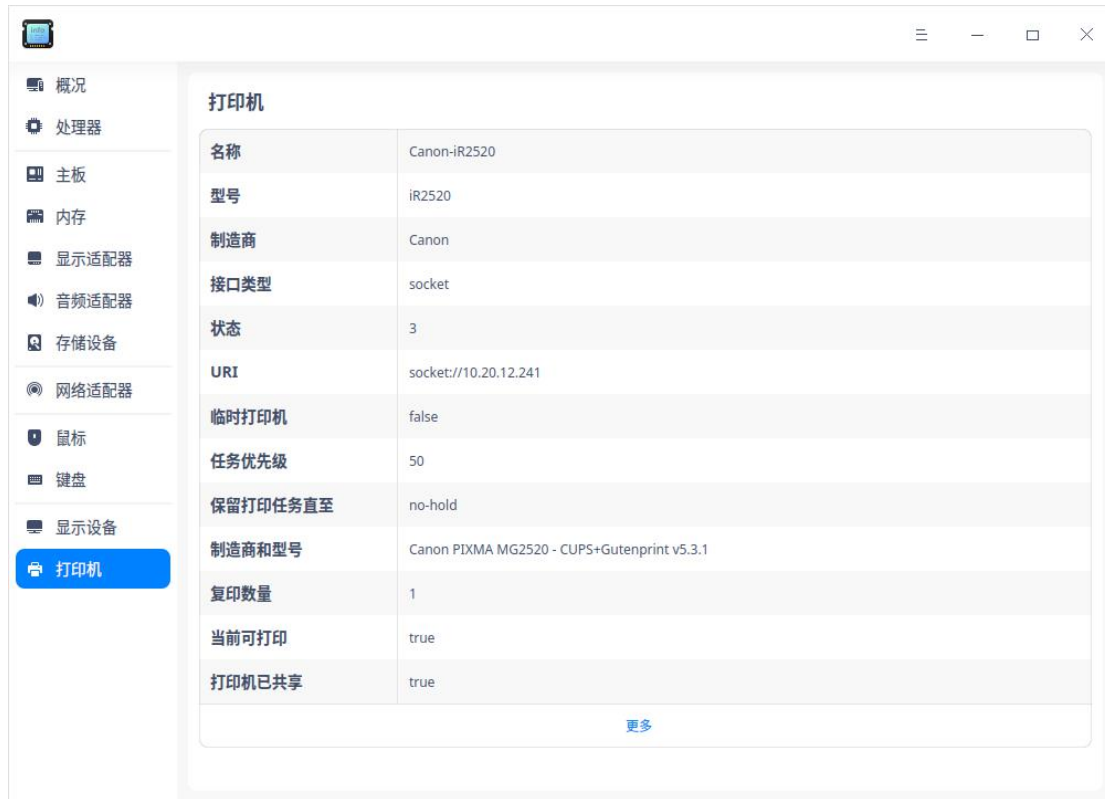 概况
处理器
主板
内存
显示适配器
音频适配器
存储设备
网络适配器
鼠标
键盘
显示设备
打印机
打印机
名称 Canon-iR2520
型号 iR2520
制造商 Canon
接口类型 socket
状态 3
URI socket://10.20.12.241
临时打印机 false
任务优先级 50
保留打印任务直至 no-hold
制造商和型号 Canon PIXMA MG2520 - CUPS+Gutenprint v5.3.1
复印数量 1
当前可打印 true
打印机已共享 true
更多